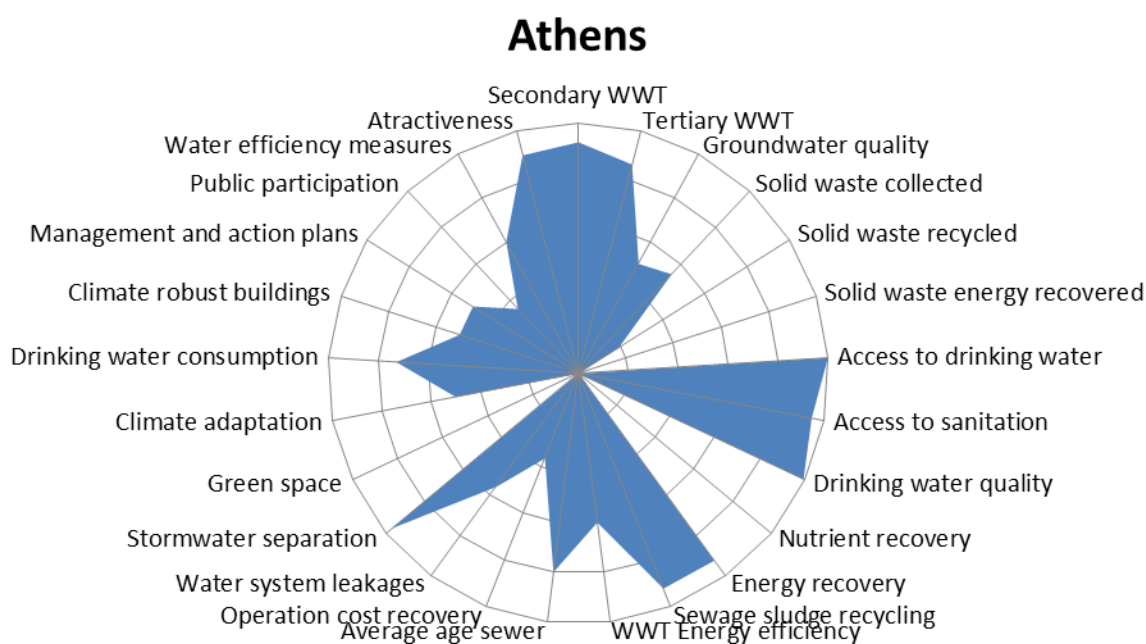 Athens
Secondary WWT
Tertiary WWT
Groundwater quality
Solid waste collected
Solid waste recycled
Solid waste energy recovered
Access to drinking water
Access to sanitation
Drinking water quality
Nutrient recovery
Energy recovery
Sewage sludge recycling
WWT Energy efficiency
Average age sewer
Operation cost recovery
Water system leakages
Stormwater separation
Green space
Climate adaptation
Drinking water consumption
Climate robust buildings
Management and action plans
Public participation
Water efficiency measures
Atractiveness